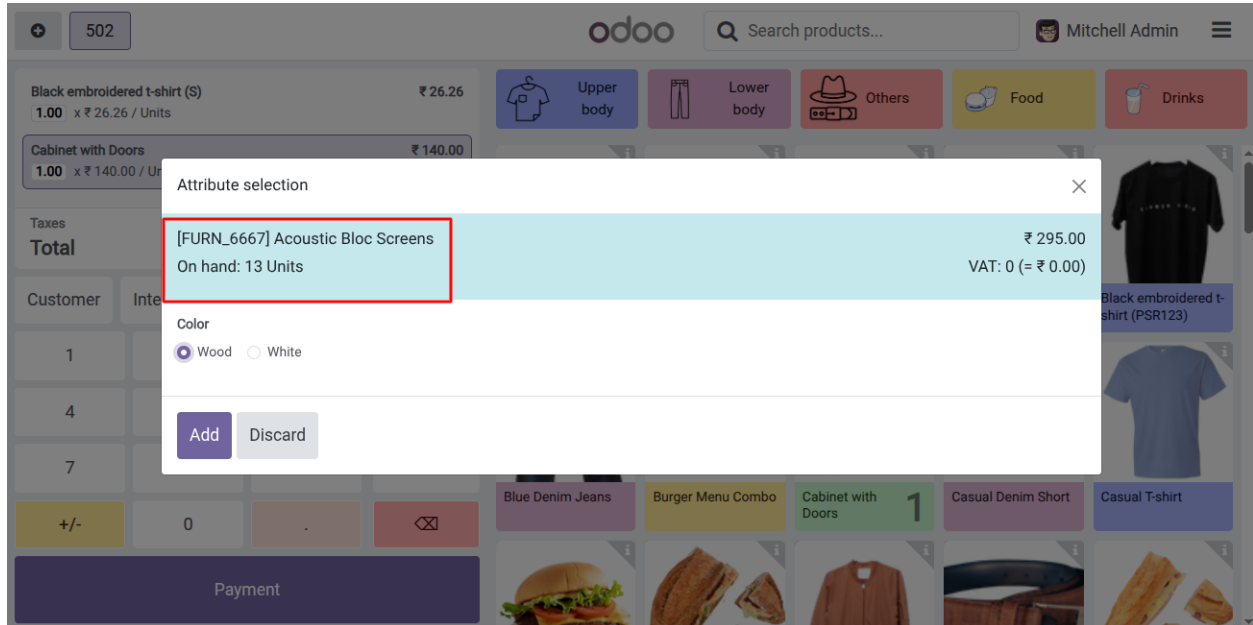 502
odoo
Search products...
Mitchell Admin
Black embroidered t-shirt (S) ₹ 26.26
1.00 x ₹ 26.26 / Units
Cabinet with Doors ₹ 140.00
1.00 x ₹ 140.00 / Un
Taxes
Total
Customer
Inte
1
4
7
+/-
0
.
Payment
Upper
body
Lower
body
Others
Food
Drinks
Attribute selection
[FURN_6667] Acoustic Bloc Screens ₹ 295.00
On hand: 13 Units VAT: 0 (= ₹ 0.00)
Color
Wood White
Add Discard
Black embroidered t-
shirt (PSR123)
Blue Denim Jeans
Burger Menu Combo
Cabinet with
Doors
1
Casual Denim Short
Casual T-shirt